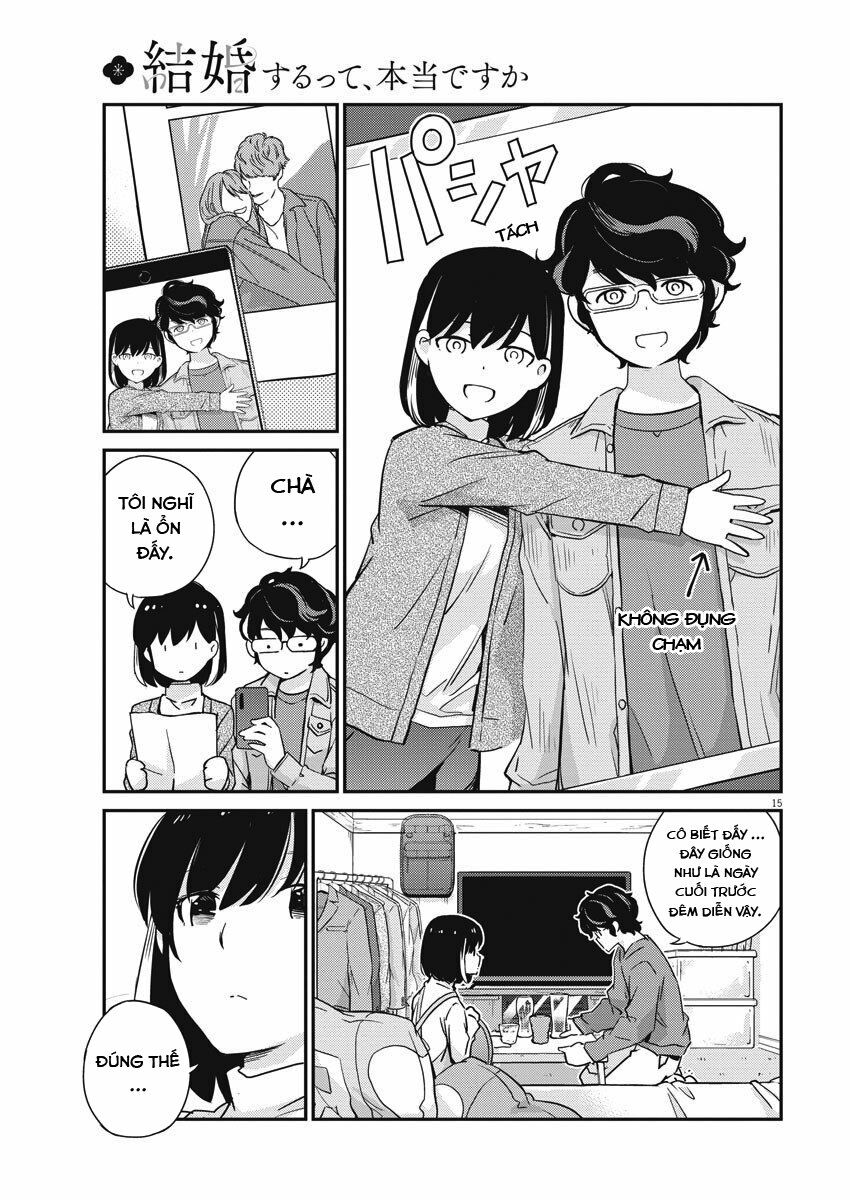 結婚するって、本当ですか
パシャ
TÁCH
KHÔNG ĐỤNG
CHẠM
CHÀ
...
TÔI NGHĨ
LÀ ỔN
ĐẤY.
15
CÔ BIẾT ĐẤY ...
ĐÂY GIỐNG
NHƯ LÀ NGÀY
CUỐI TRƯỚC
ĐÊM DIỄN VẬY.
ĐÚNG THẾ
...